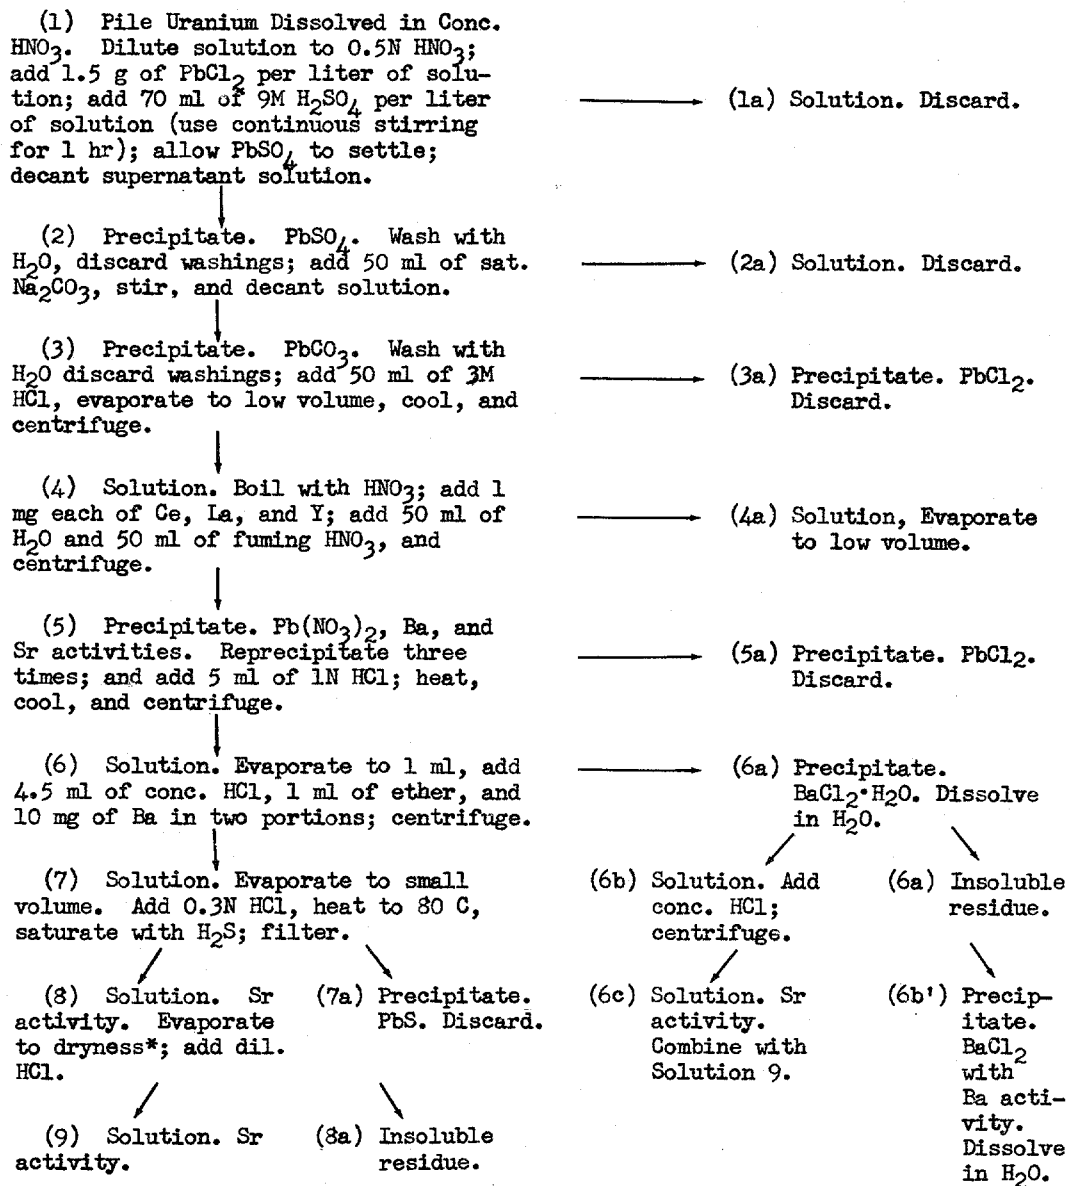 (1) Pile Uranium Dissolved in Conc.
HNO3. Dilute solution to 0.5N HNO3;
add 1.5 g of PbCl2 per liter of solu-
tion; add 70 ml of 9M H2SO4 per liter
of solution (use continuous stirring
for 1 hr); allow PbSO4 to settle;
decant supernatant solution.
(1a) Solution. Discard.
(2) Precipitate. PbSO4. Wash with
H2O, discard washings; add 50 ml of sat.
Na2CO3, stir, and decant solution.
(2a) Solution. Discard.
(3) Precipitate. PbCO3. Wash with
H2O discard washings; add 50 ml of 3M
HCl, evaporate to low volume, cool, and
centrifuge.
(3a) Precipitate. PbCl2.
Discard.
(4) Solution. Boil with HNO3; add 1
mg each of Ce, La, and Y; add 50 ml of
H2O and 50 ml of fuming HNO3, and
centrifuge.
(4a) Solution, Evaporate
to low volume.
(5) Precipitate. Pb(NO3)2, Ba, and
Sr activities. Reprecipitate three
times; and add 5 ml of 1N HCl; heat,
cool, and centrifuge.
(5a) Precipitate. PbCl2.
Discard.
(6) Solution. Evaporate to 1 ml, add
4.5 ml of conc. HCl, 1 ml of ether, and
10 mg of Ba in two portions; centrifuge.
(6a) Precipitate.
BaCl2·H2O. Dissolve
in H2O.
(7) Solution. Evaporate to small
volume. Add 0.3N HCl, heat to 80 C,
saturate with H2S; filter.
(6b) Solution. Add
conc. HCl;
centrifuge.
(6a) Insoluble
residue.
(8) Solution. Sr
activity. Evaporate
to dryness*; add dil.
HCl.
(7a) Precipitate.
PbS. Discard.
(6c) Solution. Sr
activity.
Combine with
Solution 9.
(6b') Precip-
itate.
BaCl2
with
Ba acti-
vity.
Dissolve
in H2O.
(9) Solution. Sr
activity.
(8a) Insoluble
residue.